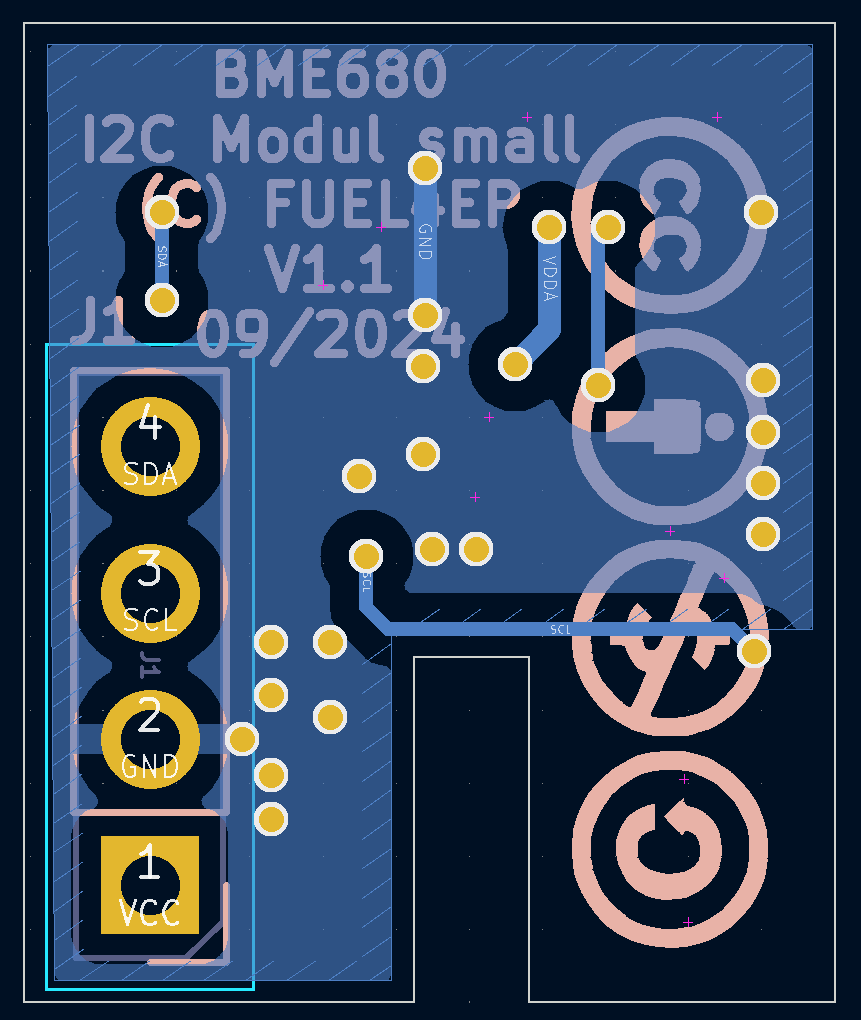 BME680
I2C Modul small
(C) FUEL4EP
V1.1
J1 09/2024
SDA
GND
VDDA
4
SDA
3
SCL
J1
2
GND
1
VCC
SCL
SCL
CC